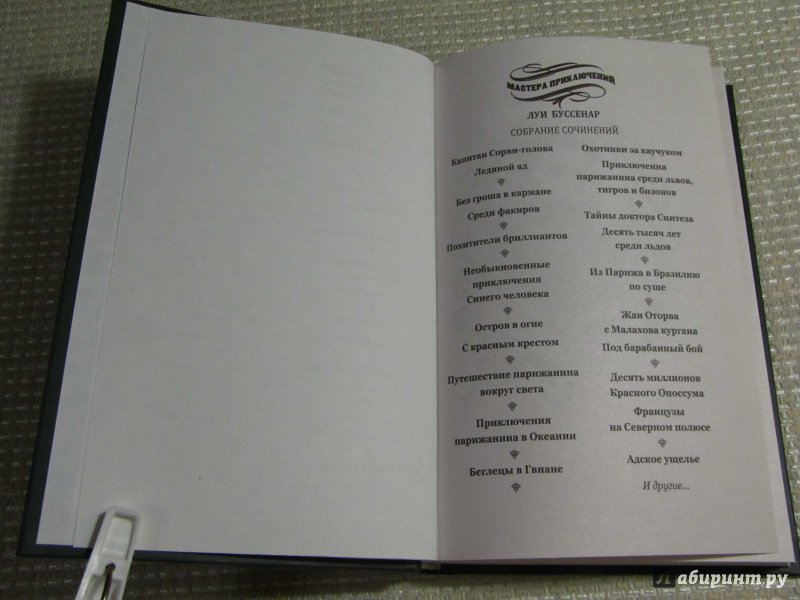 МАСТЕРА ПРИКЛЮЧЕНИЙ
ЛУИ БУССЕНАР
СОБРАНИЕ СОЧИНЕНИЙ
Капитан Сорви-голова
Ледяной ад
Без гроша в кармане
Среди факиров
Похитители бриллиантов
Необыкновенные
приключения
Синего человека
Остров в огне
С красным крестом
Путешествие парижанина
вокруг света
Приключения
парижанина в Океании
Беглецы в Гвиане
Охотники за каучуком
Приключения
парижанина среди львов,
тигров и бизонов
Тайны доктора Синтеза
Десять тысяч лет
среди льдов
Из Парижа в Бразилию
по суше
Жан Оторва
с Малахова кургана
Под барабанный бой
Десять миллионов
Красного Опоссума
Французы
на Северном полюсе
Адское ущелье
И другие...
лабиринт.ру